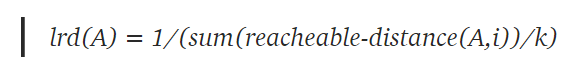 lrd(A) = 1/(sum(reacheable-distance(A,i))/k)